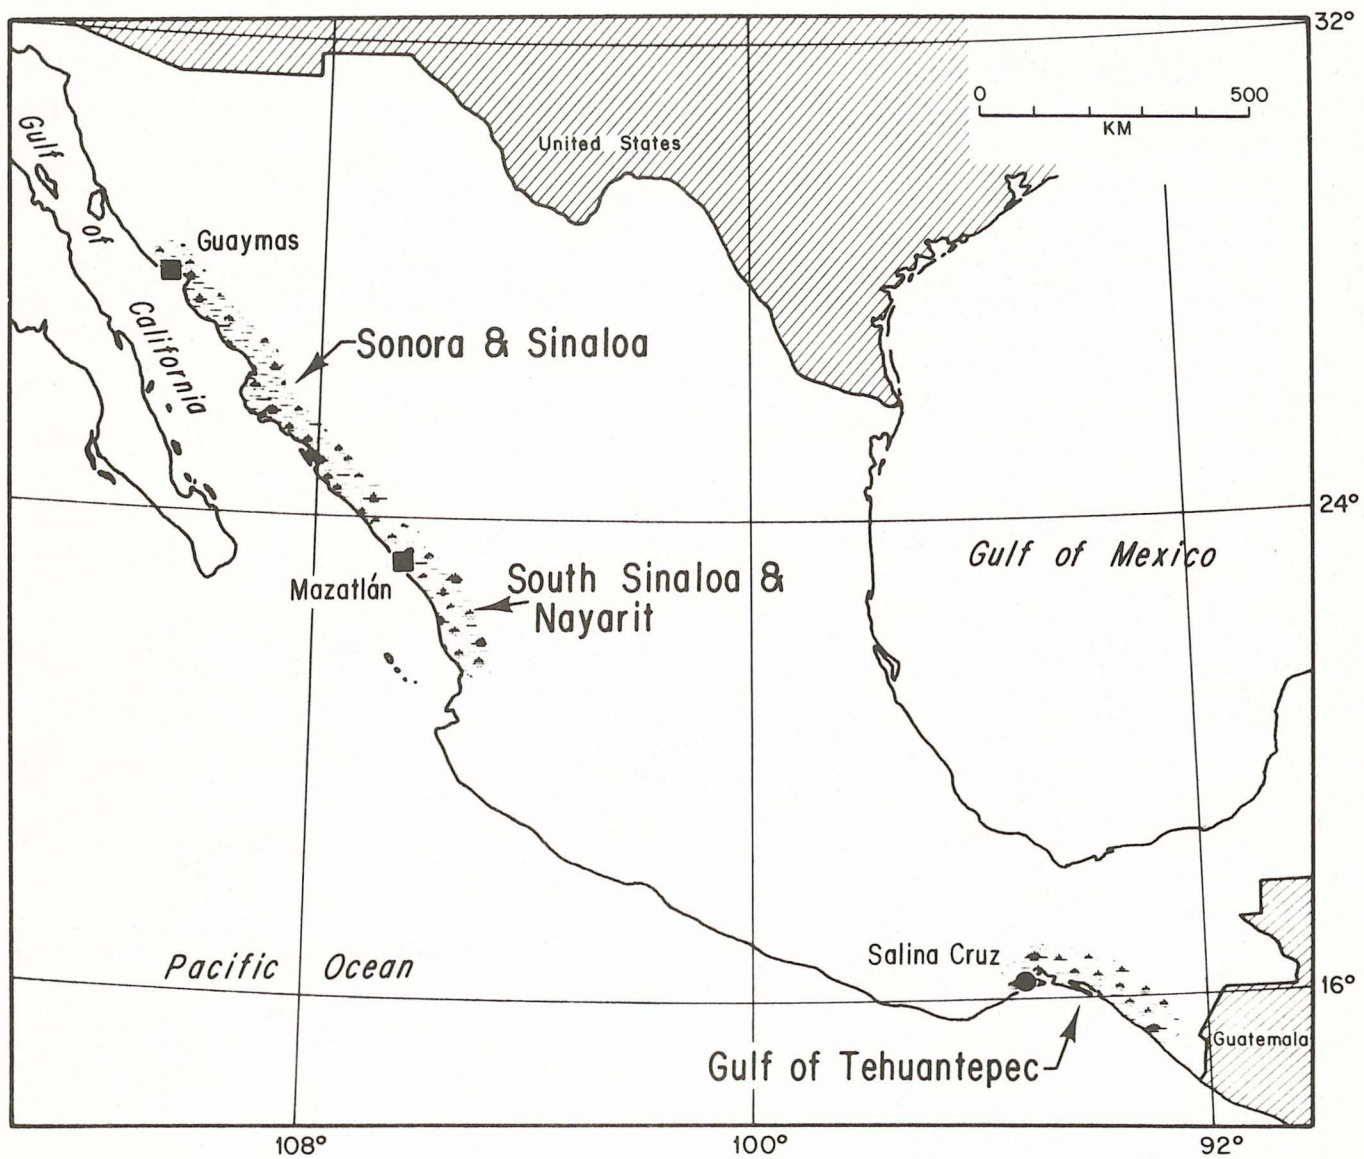 32°
0 500
KM
United States
Gulf of California
Guaymas
Sonora & Sinaloa
24°
Gulf of Mexico
Mazatlán
South Sinaloa &
Nayarit
Salina Cruz
Pacific Ocean
16°
Guatemala
Gulf of Tehuantepec
108° 100° 92°